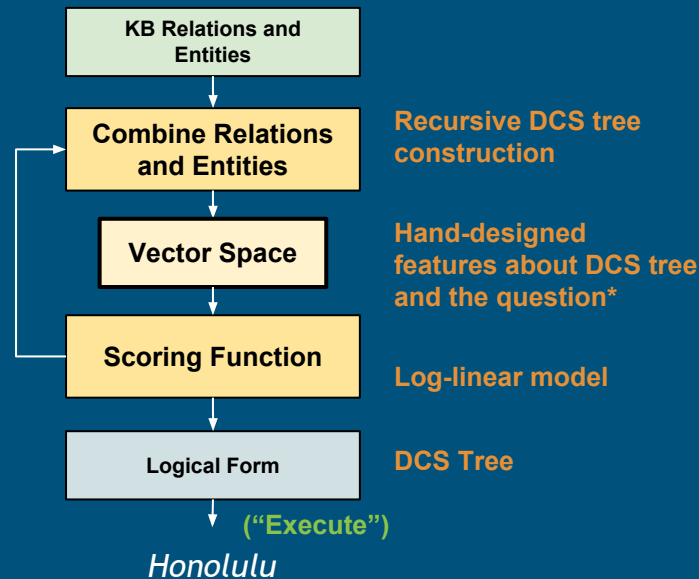 KB Relations and
Entities
Combine Relations
and Entities
Recursive DCS tree
construction
Vector Space
Hand-designed
features about DCS tree
and the question*
Scoring Function
Log-linear model
Logical Form
DCS Tree
(“Execute”)
Honolulu